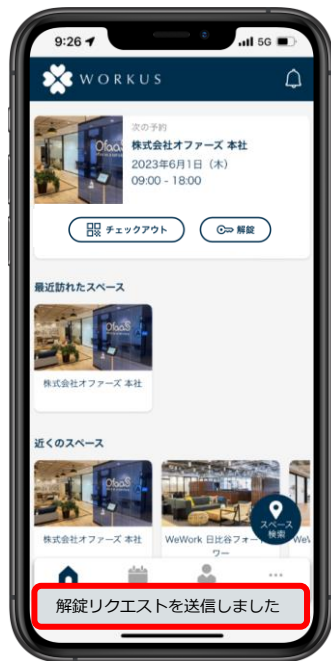 9:26
5G
WORKUS
次の予約
株式会社オファーズ 本社
2023年6月1日（木）
09:00 - 18:00
チェックアウト
解錠
最近訪れたスペース
OfaaS
株式会社オファーズ 本社
近くのスペース
OfaaS
株式会社オファーズ 本社
WeWork 日比谷フォー
ワー
スペース
検索
解錠リクエストを送信しました